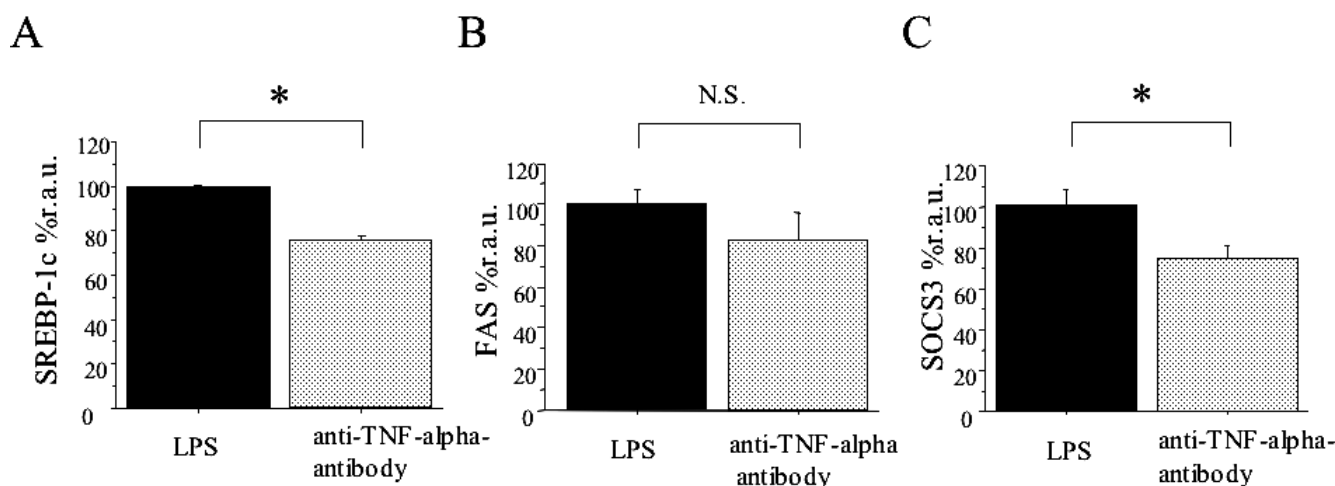 A
B
C
*
N.S.
*
SREBP-1c %r.a.u.
120
100
80
60
40
20
0
LPS
anti-TNF-alpha-
antibody
FAS %r.a.u.
120
100
80
60
40
20
0
LPS
anti-TNF-alpha
antibody
SOCS3 %r.a.u.
120
100
80
60
40
20
0
LPS
anti-TNF-alpha-
antibody